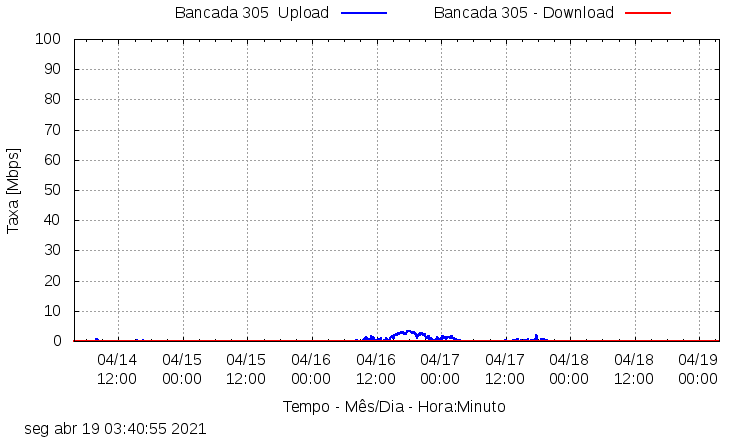 Bancada 305  Upload
Bancada 305 - Download
100
90
80
70
60
50
40
30
20
10
0
Taxa [Mbps]
04/14 04/15 04/15 04/16 04/16 04/17 04/17 04/18 04/18 04/19
12:00 00:00 12:00 00:00 12:00 00:00 12:00 00:00 12:00 00:00
Tempo - Mês/Dia - Hora:Minuto
seg abr 19 03:40:55 2021